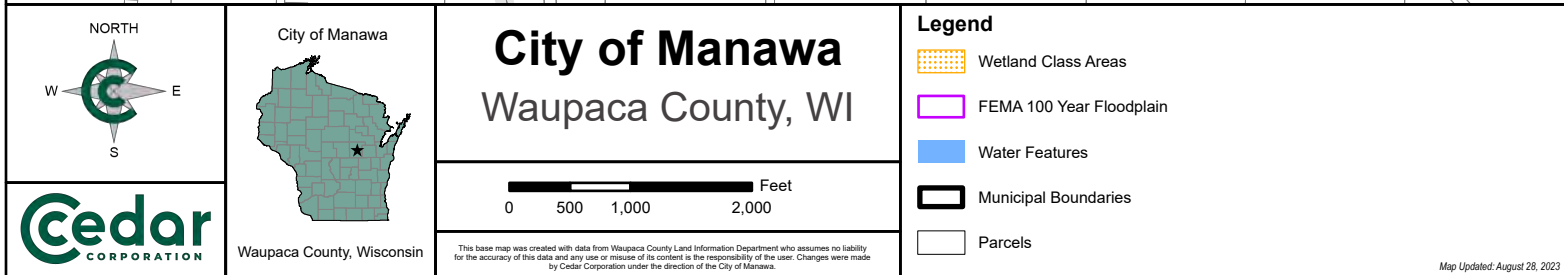 NORTH
W
E
S
Cedar
CORPORATION
City of Manawa
Waupaca County, Wisconsin
City of Manawa
Waupaca County, WI
Feet
0 500 1,000 2,000
This base map was created with data from Waupaca County Land Information Department who assumes no liability
for the accuracy of this data and any use or misuse of its content is the responsibility of the user. Changes were made
by Cedar Corporation under the direction of the City of Manawa.
Legend
Wetland Class Areas
FEMA 100 Year Floodplain
Water Features
Municipal Boundaries
Parcels
Map Updated: August 28, 2023